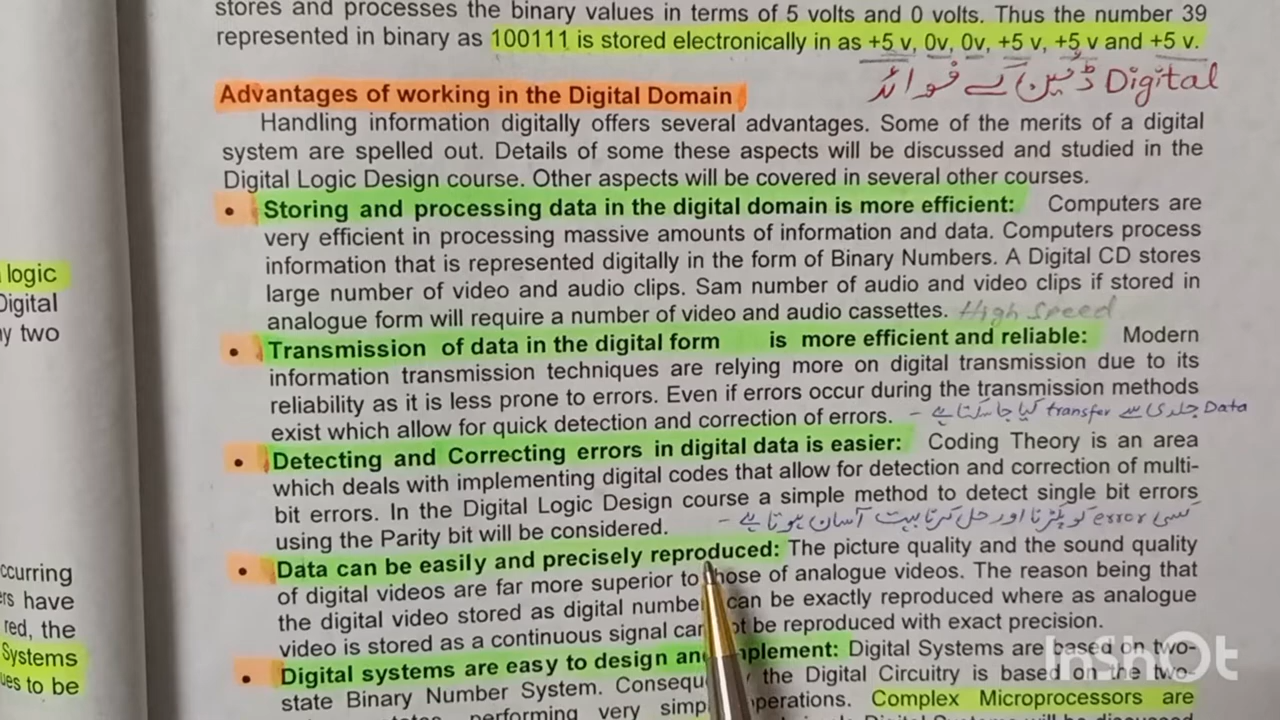 stores and processes the binary values in terms of 5 volts and 0 volts. Thus the number 39
represented in binary as 100111 is stored electronically in as +5 v, 0v, 0v, +5 v, +5 v and +5 v.
Digital ڈومین کے فوائد
Advantages of working in the Digital Domain
Handling information digitally offers several advantages. Some of the merits of a digital
system are spelled out. Details of some these aspects will be discussed and studied in the
Digital Logic Design course. Other aspects will be covered in several other courses.
• Storing and processing data in the digital domain is more efficient: Computers are
very efficient in processing massive amounts of information and data. Computers process
information that is represented digitally in the form of Binary Numbers. A Digital CD stores
large number of video and audio clips. Sam number of audio and video clips if stored in
analogue form will require a number of video and audio cassettes. High speed
• Transmission of data in the digital form is more efficient and reliable: Modern
information transmission techniques are relying more on digital transmission due to its
reliability as it is less prone to errors. Even if errors occur during the transmission methods
exist which allow for quick detection and correction of errors.
Data جلدی سے transfer کیا جا سکتا ہے -
• Detecting and Correcting errors in digital data is easier: Coding Theory is an area
which deals with implementing digital codes that allow for detection and correction of multi-
bit errors. In the Digital Logic Design course a simple method to detect single bit errors
using the Parity bit will be considered.
کسی error کو پکڑنا اور حل کرنا بہت آسان ہوتا ہے -
• Data can be easily and precisely reproduced: The picture quality and the sound quality
of digital videos are far more superior to those of analogue videos. The reason being that
the digital video stored as digital number can be exactly reproduced where as analogue
video is stored as a continuous signal can be reproduced with exact precision.
• Digital systems are easy to design and implement: Digital Systems are based on two-
state Binary Number System. the Digital Circuitry is based on the two-
performing very operations. Complex Microprocessors are
logic
Digital
two
ccurring
have
red, the
Systems
to be
InShOt